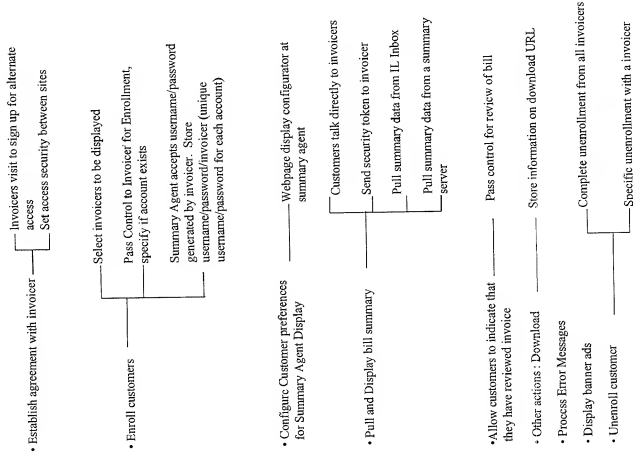 • Establish agreement with invoicer
Invoicers visit to sign up for alternate
access
Set access security between sites
• Enroll customers
Select invoicers to be displayed
Pass Control to Invoicer for Enrollment,
specify if account exists
Summary Agent accepts username/password
generated by invoicer. Store
username/password/invoicer (unique
username/password for each account)
• Configure Customer preferences
for Summary Agent Display
Webpage display configurator at
summary agent
• Pull and Display bill summary
Customers talk directly to invoicers
Send security token to invoicer
Pull summary data from IL Inbox
Pull summary data from a summary
server
• Allow customers to indicate that
they have reviewed invoice
Pass control for review of bill
• Other actions : Download
Store information on download URL
• Process Error Messages
• Display banner ads
• Unenroll customer
Complete unenrollment from all invoicers
Specific unenrollment with a invoicer